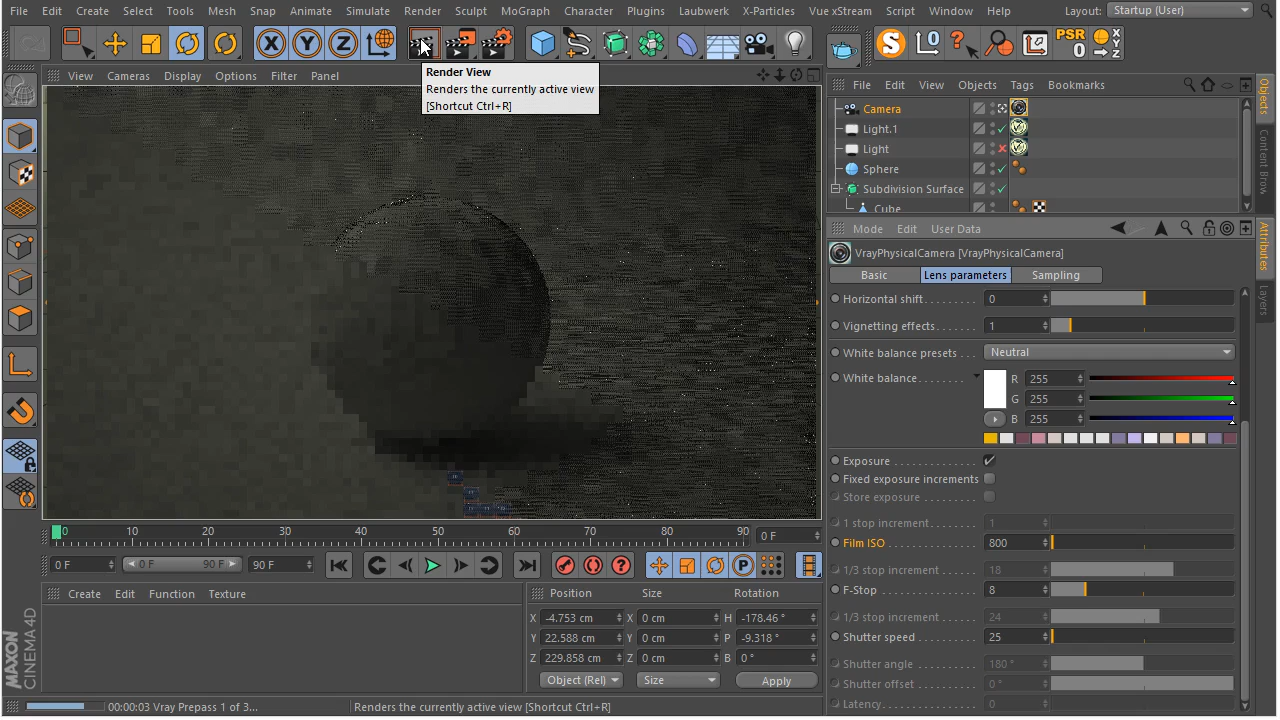 File Edit Create Select Tools Mesh Snap Animate Simulate Render Sculpt MoGraph Character Plugins Laubwerk X-Particles Vue xStream Script Window Help Layout: Startup (User)
X Y Z
S PSR 0
View Cameras Display Options Filter Panel
Render View
Renders the currently active view
[Shortcut Ctrl+R]
File Edit View Objects Tags Bookmarks
Camera
Light.1
Light
Sphere
Subdivision Surface
Cube
Objects
Content Brow
Mode Edit User Data
VrayPhysicalCamera [VrayPhysicalCamera]
Basic Lens parameters Sampling
Attributes
Layers
Horizontal shift 0
Vignetting effects 1
White balance presets Neutral
White balance R 255
G 255
B 255
Exposure
Fixed exposure increments
Store exposure
1 stop increment 1
Film ISO 800
1/3 stop increment 18
F-Stop 8
1/3 stop increment 24
Shutter speed 25
Shutter angle 180 °
Shutter offset 0 °
Latency 0
0 10 20 30 40 50 60 70 80 90 0 F
0 F 0 F 90 F 90 F
Create Edit Function Texture
Position Size Rotation
X -4.753 cm X 0 cm H -178.46 °
Y 22.588 cm Y 0 cm P -9.318 °
Z 229.858 cm Z 0 cm B 0 °
Object (Rel) Size Apply
MAXON
CINEMA 4D
00:00:03 Vray Prepass 1 of 3... Renders the currently active view [Shortcut Ctrl+R]